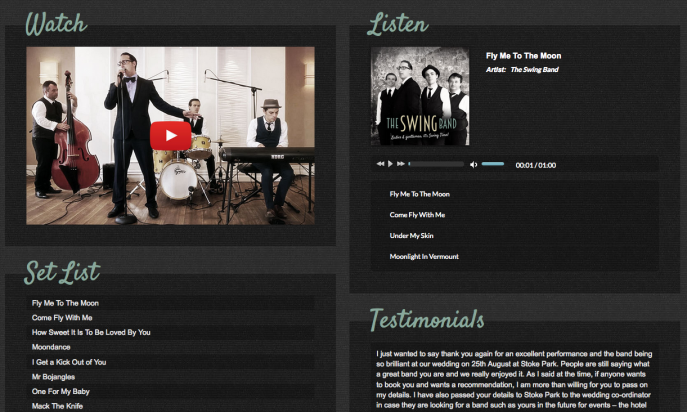 Watch
KORG
Set List
Fly Me To The Moon
Come Fly With Me
How Sweet It Is To Be Loved By You
Moondance
I Get a Kick Out of You
Mr Bojangles
One For My Baby
Mack The Knife
Listen
THE SWING BAND
Ladies & gentlemen, it's Swing Time!
Fly Me To The Moon
Artist: The Swing Band
00:01 / 01:00
Fly Me To The Moon
Come Fly With Me
Under My Skin
Moonlight In Vermount
Testimonials
I just wanted to say thank you again for an excellent performance and the band being
so brilliant at our wedding on 25th August at Stoke Park. People are still saying what
a great band you are and we really enjoyed it. As I said at the time, if anyone wants
to book you and wants a recommendation, I am more than willing for you to pass on
my details. I have also passed your details to Stoke Park to the wedding co-ordinator
in case they are looking for a band such as yours in the future for events – the hotel